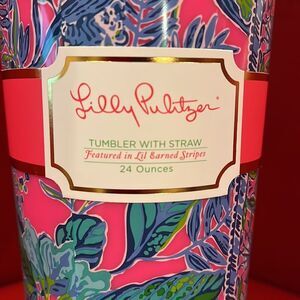 Lilly Pulitzer
TUMBLER WITH STRAW
Featured in Lil Earned Stripes
24 Ounces